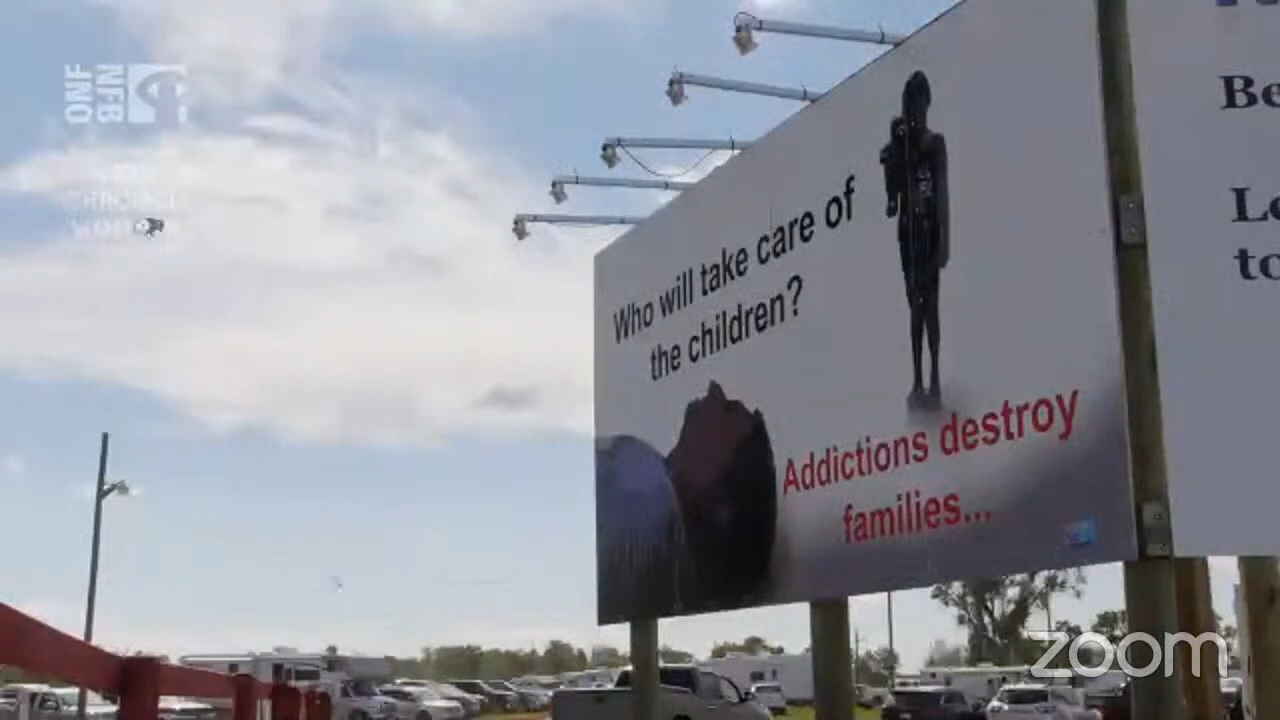 ONF
NFB
Who will take care of
the children?
Addictions destroy
families...
Be
Le
to
zoom